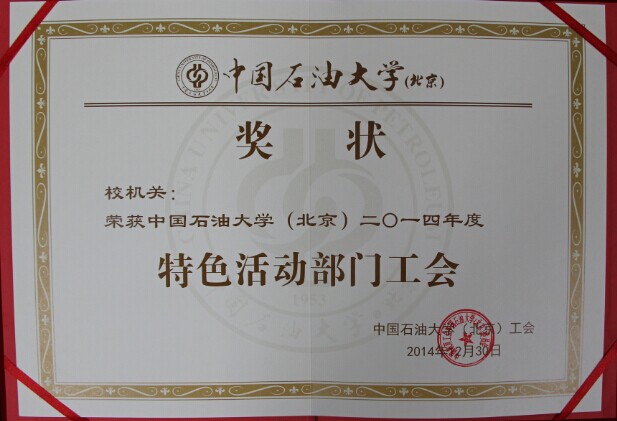 中国石油大学(北京)
奖 状
校机关：
荣获中国石油大学（北京）二〇一四年度
特色活动部门工会
1953
中国石油大学（北京）工会
2014年12月30日